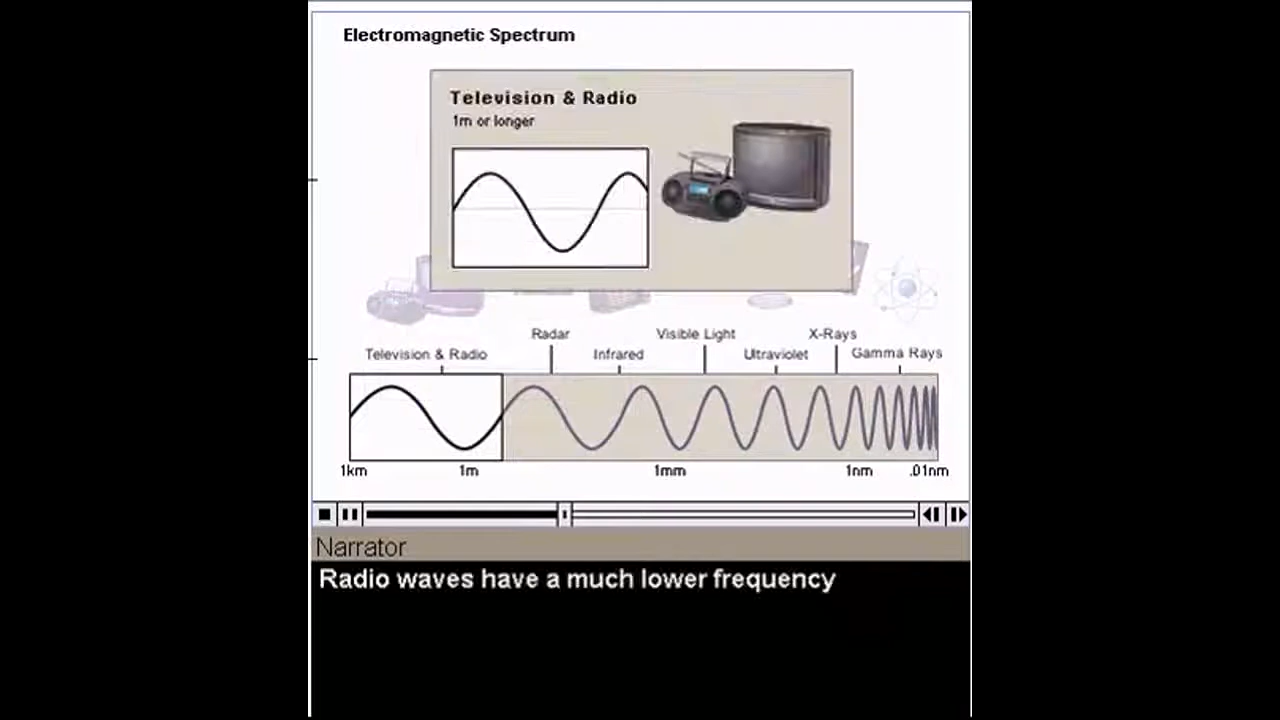 Electromagnetic Spectrum
Television & Radio
1m or longer
Radar
Visible Light
X-Rays
Television & Radio
Infrared
Ultraviolet
Gamma Rays
1km
1m
1mm
1nm
.01nm
Narrator
Radio waves have a much lower frequency